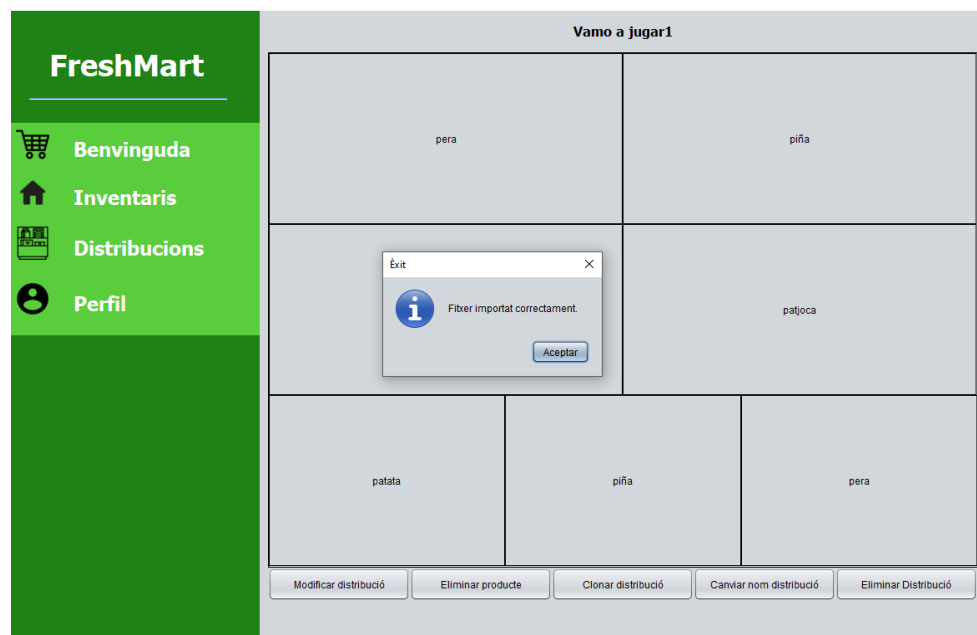 Vamo a jugar1
FreshMart
Benvinguda
Inventaris
Distribucions
Perfil
pera
piña
Èxit
Fitxer importat correctament.
Aceptar
patjoca
patata
piña
pera
Modificar distribució
Eliminar producte
Clonar distribució
Canviar nom distribució
Eliminar Distribució